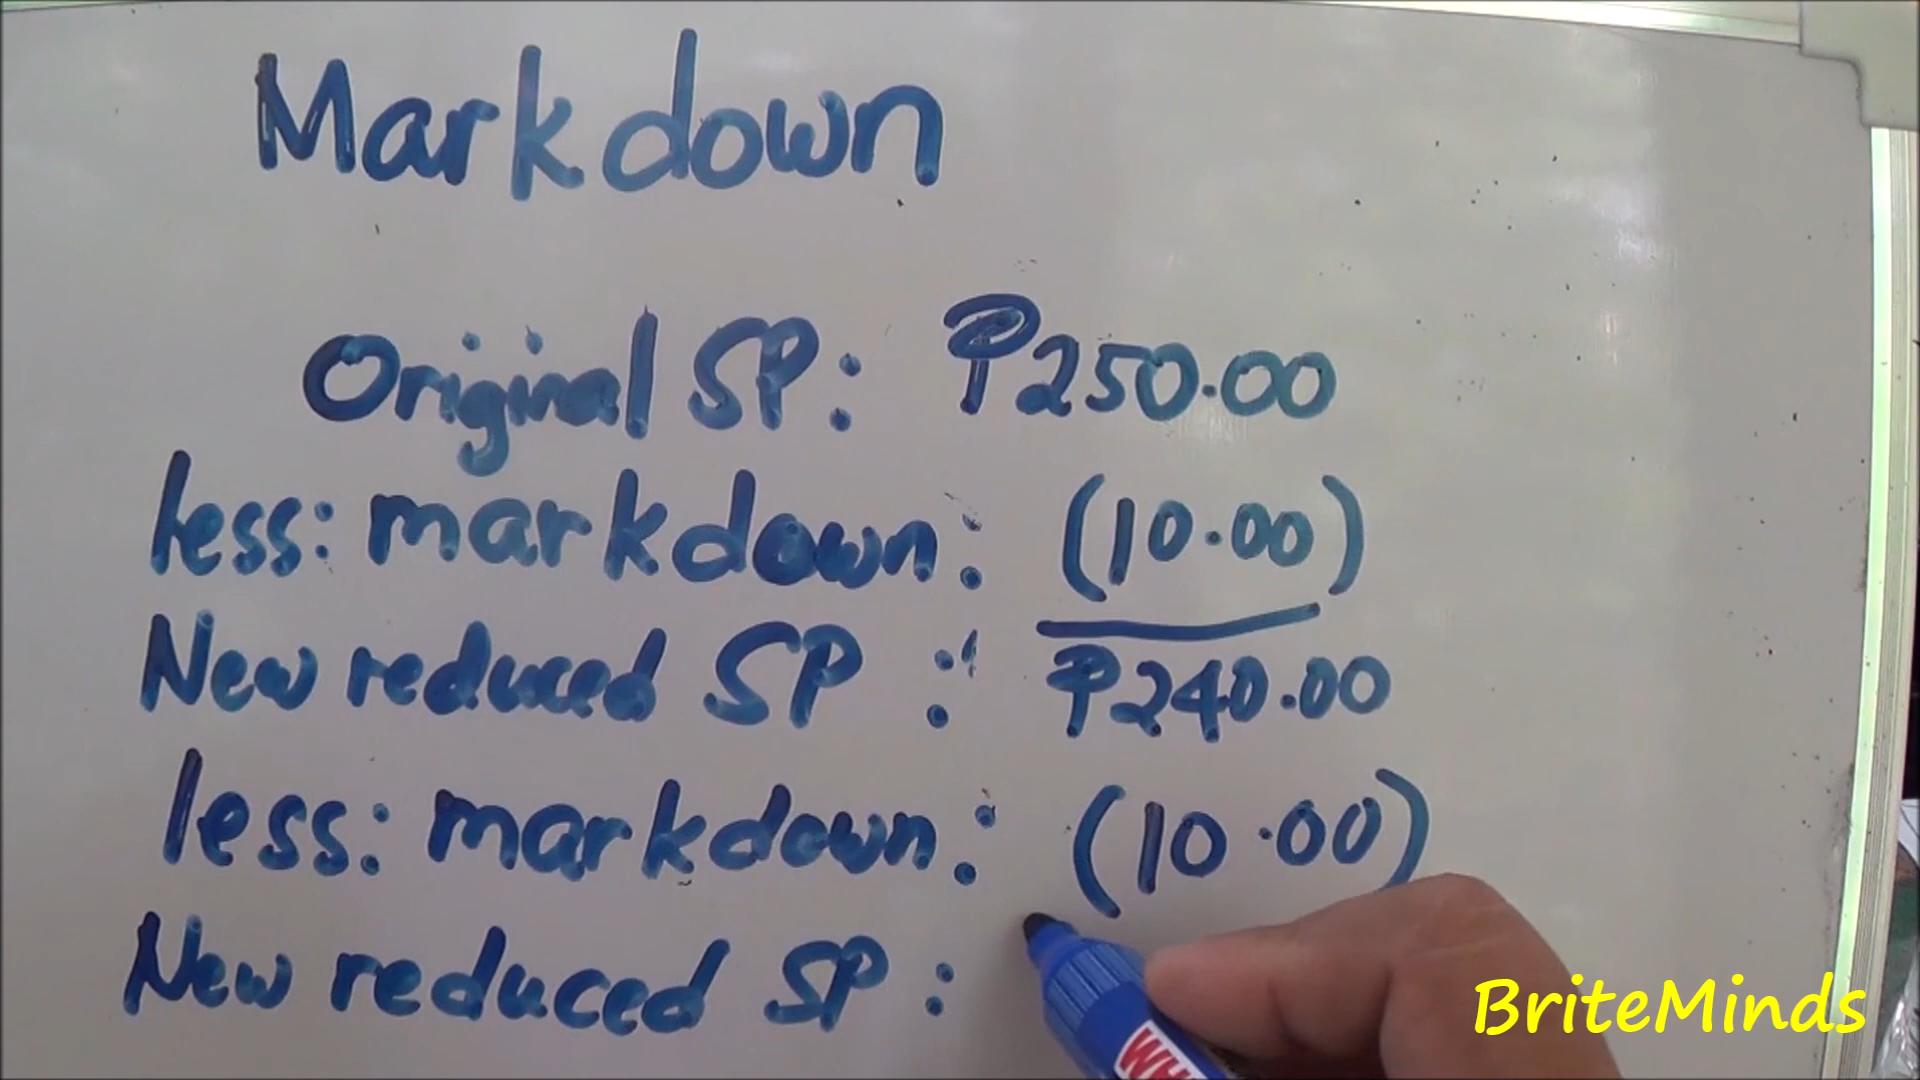 Markdown
Original SP: ₱250.00
less: markdown: (10.00)
New reduced SP : ₱240.00
less: markdown: (10.00)
New reduced SP :
BriteMinds